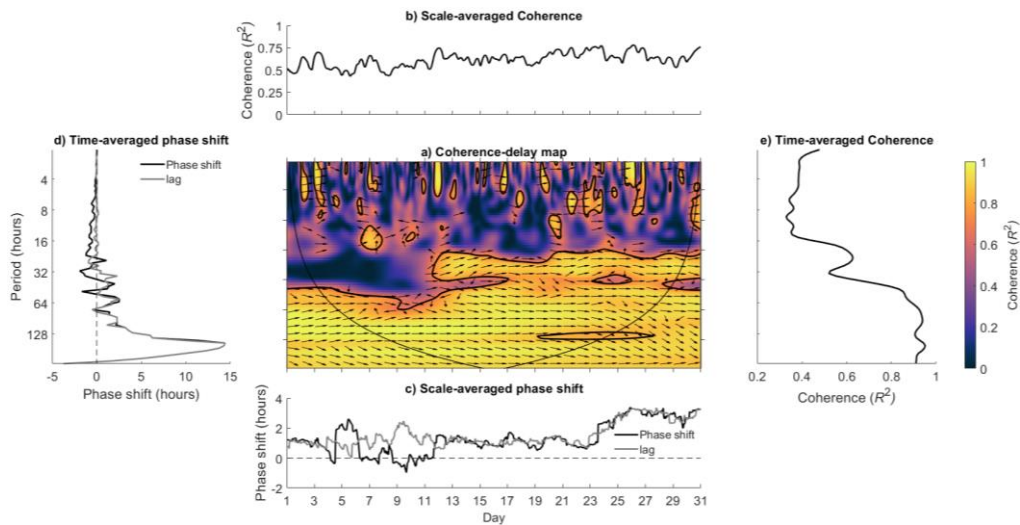 b) Scale-averaged Coherence
Coherence (R²)
1
0.75
0.5
0.25
0
d) Time-averaged phase shift
Phase shift
lag
Period (hours)
4
8
16
32
64
128
-5 0 5 10 15
Phase shift (hours)
a) Coherence-delay map
e) Time-averaged Coherence
0.2 0.4 0.6 0.8 1
Coherence (R²)
1
0.8
0.6
0.4
0.2
0
Coherence (R²)
c) Scale-averaged phase shift
Phase shift (hours)
4
2
0
-2
Phase shift
lag
1 3 5 7 9 11 13 15 17 19 21 23 25 27 29 31
Day